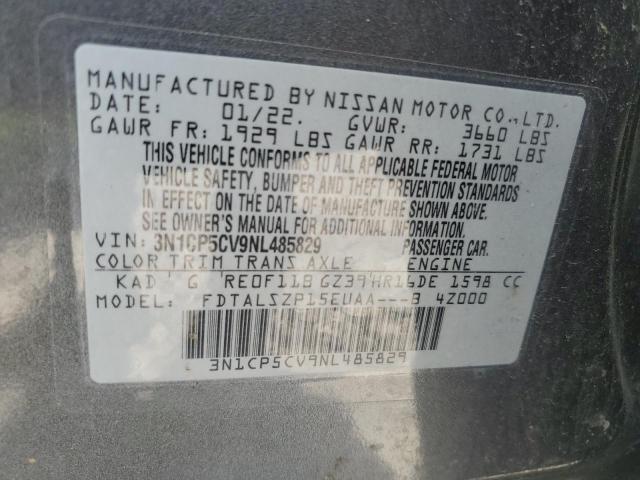 MANUFACTURED BY NISSAN MOTOR CO., LTD.
DATE: 01/22. GVWR: 3660 LBS
GAWR FR: 1929 LBS GAWR RR: 1731 LBS
THIS VEHICLE CONFORMS TO ALL APPLICABLE FEDERAL MOTOR
VEHICLE SAFETY, BUMPER AND THEFT PREVENTION STANDARDS
IN EFFECT ON THE DATE OF MANUFACTURE SHOWN ABOVE.
SEE OWNER'S MANUAL FOR MORE INFORMATION.
VIN: 3N1CP5CV9NL485829 PASSENGER CAR.
COLOR TRIM TRANS AXLE ENGINE
KAD G RE0F11B GZ39 HR16DE 1598 CC
MODEL: FDTALSZP15EUAA---B 4Z000
3N1CP5CV9NL485829